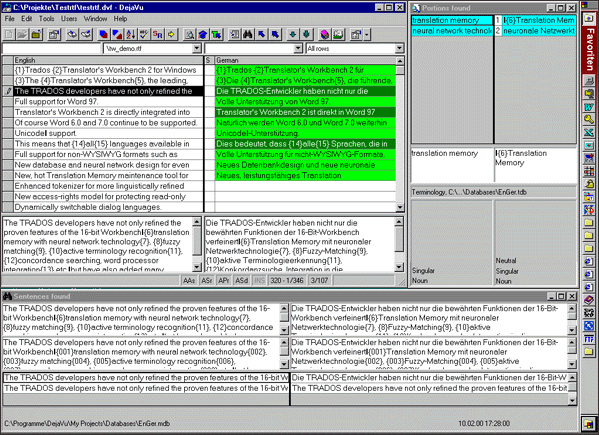 C:\Projekte\Testrtf\testrtf.dvf - DejaVu
File Edit Edit Tools Users View Help
\tw_demo.rtf
All rows
English
S
German
{1}Trados {2}Translator's Workbench 2 for Windows
{1}Trados {2}Translator's Workbench 2 für
{3}The {4}Translator's Workbench{5}, the leading,
{3}Die {4}Translator's Workbench{5}, die führende,
The TRADOS developers have not only refined the
Die TRADOS-Entwickler haben nicht nur die
Full support for Word 97.
Volle Unterstützung von Word 97.
Translator's Workbench 2 is directly integrated into
Translator's Workbench 2 ist direkt in Word 97
Of course Word 6.0 and 7.0 continue to be supported.
Natürlich werden Word 6.0 und Word 7.0 weiterhin
Unicodel support.
Unicodel-Unterstützung.
This means that {14}all{15} languages available in
Dies bedeutet, dass {14}alle{15} Sprachen, die in
Full support for non-WYSIWYG formats such as
Volle Unterstützung für nicht-WYSIWYG-Formate,
New database and neural network design for even
Neues Datenbankdesign und neue neuronale
New, hot Translation Memory maintenance tool for
Neues, leistungsfähiges Translation
Enhanced tokenizer for more linguistically refined
New access-rights model for protecting read-only
Dynamically switchable dialog languages.
The TRADOS developers have not only refined the
proven features of the 16-bit Workbench{6}translation
memory with neural network technology{7}, {8}fuzzy
matching{9}, {10}active terminology recognition{11},
{12}concordance searching, word processor
integration{13} etc.but have also added many
Die TRADOS-Entwickler haben nicht nur die
bewährten Funktionen der 16-Bit-Workbench
verfeinert{6}Translation Memory mit neuronaler
Netzwerktechnologie{7}, {8}Fuzzy-Matching{9},
{10}aktive Terminologieerkennung{11},
{12}Konkordanzsuche, Integration in die
AAs ASr APr ASd INS 320 - 1/346 3/107
Portions found
translation memory 1 {6}Translation Mem
neural network technolo 2 neuronale Netzwerkt
translation memory
{6}Translation
Memory
Terminology, C:\...\Databases\EnGer.tdb
Neutral
Singular
Singular
Noun
Noun
Favoriten
Sentences found
The TRADOS developers have not only refined the proven features of the 16-
bit Workbench{6}translation memory with neural network technology{7},
{8}fuzzy matching{9}, {10}active terminology recognition{11}, {12}concordance
Die TRADOS-Entwickler haben nicht nur die bewährten Funktionen der 16-Bit-
Workbench verfeinert{6}Translation Memory mit neuronaler
Netzwerktechnologie{7}, {8}Fuzzy-Matching{9}, {10}aktive
The TRADOS developers have not only refined the proven features of the 16-
bit Workbench{001}translation memory with neural network technology{002},
{003}fuzzy matching{004}, {005}active terminology recognition{006},
Die TRADOS-Entwickler haben nicht nur die bewährten Funktionen der 16-Bit-
Workbench verfeinert{001}Translation Memory mit neuronaler
Netzwerktechnologie{002}, {003}Fuzzy-Matching{004}, {005}aktive
The TRADOS developers have not only refined the proven features of the 16-bit W
Die TRADOS-Entwickler haben nicht nur die bewährten Funktionen der 16-Bit-W
The TRADOS developers have not only refined the proven features of the 16-bit W
The TRADOS developers have not only refined the proven features of the 16-bit
C:\Programme\DejaVu\My Projects\Databases\EnGer.mdb
10.02.00 17:28:00
FTP